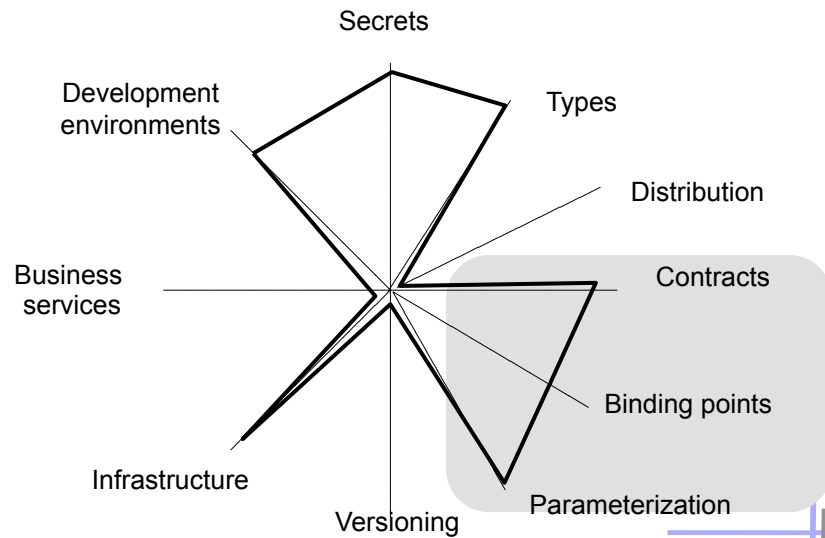 Secrets
Development
environments
Types
Distribution
Business
services
Contracts
Binding points
Infrastructure
Parameterization
Versioning